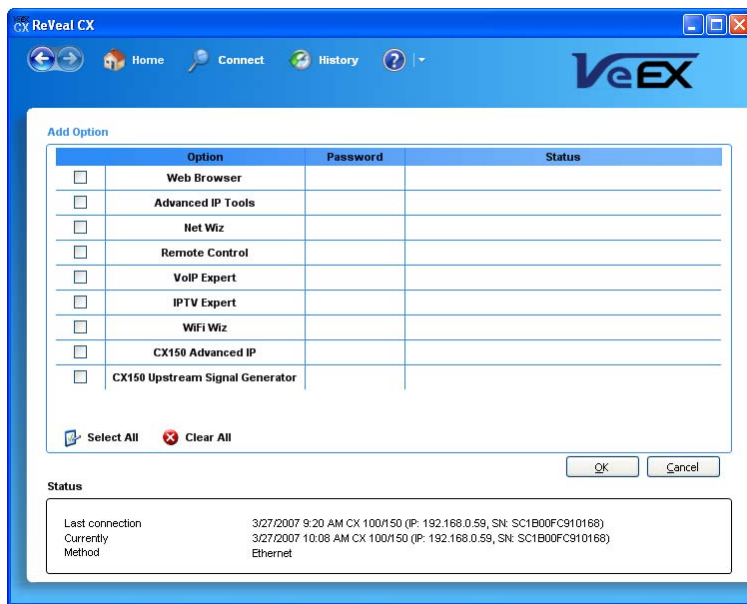 CX ReVeal CX
Home Connect History ? VeEX
Add Option
Option Password Status
Web Browser
Advanced IP Tools
Net Wiz
Remote Control
VoIP Expert
IPTV Expert
WiFi Wiz
CX150 Advanced IP
CX150 Upstream Signal Generator
Select All Clear All
OK Cancel
Status
Last connection 3/27/2007 9:20 AM CX 100/150 (IP: 192.168.0.59, SN: SC1B00FC910168)
Currently 3/27/2007 10:08 AM CX 100/150 (IP: 192.168.0.59, SN: SC1B00FC910168)
Method Ethernet